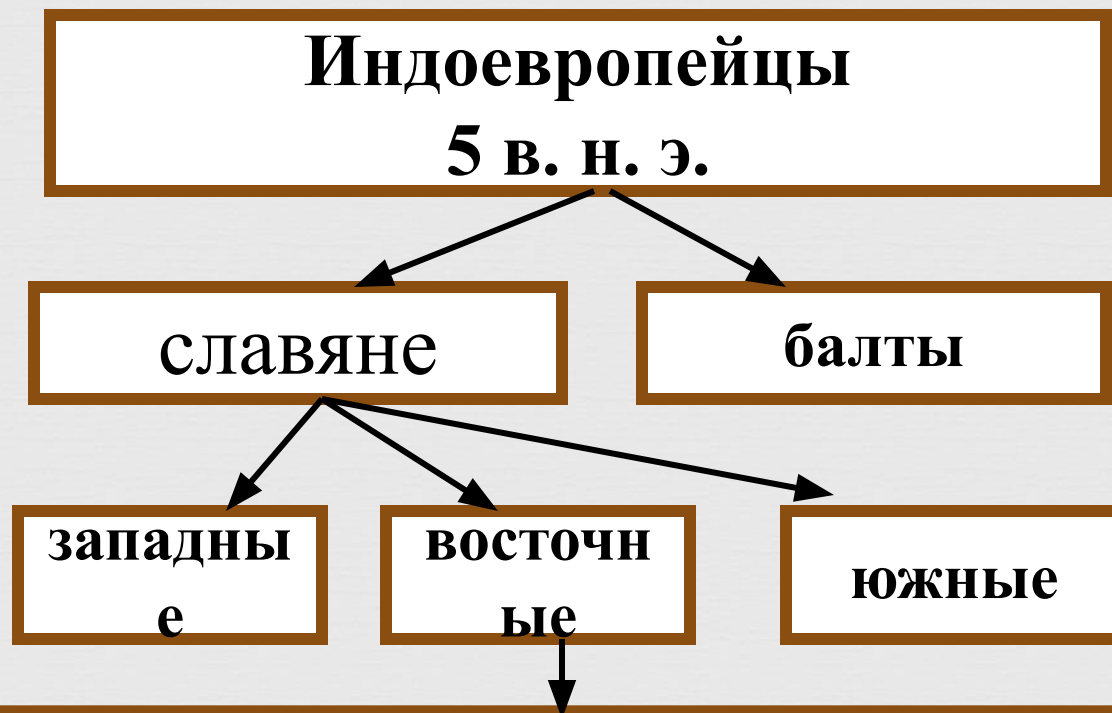 Индоевропейцы
5 в. н. э.
славяне
балты
западны
е
восточн
ые
южные